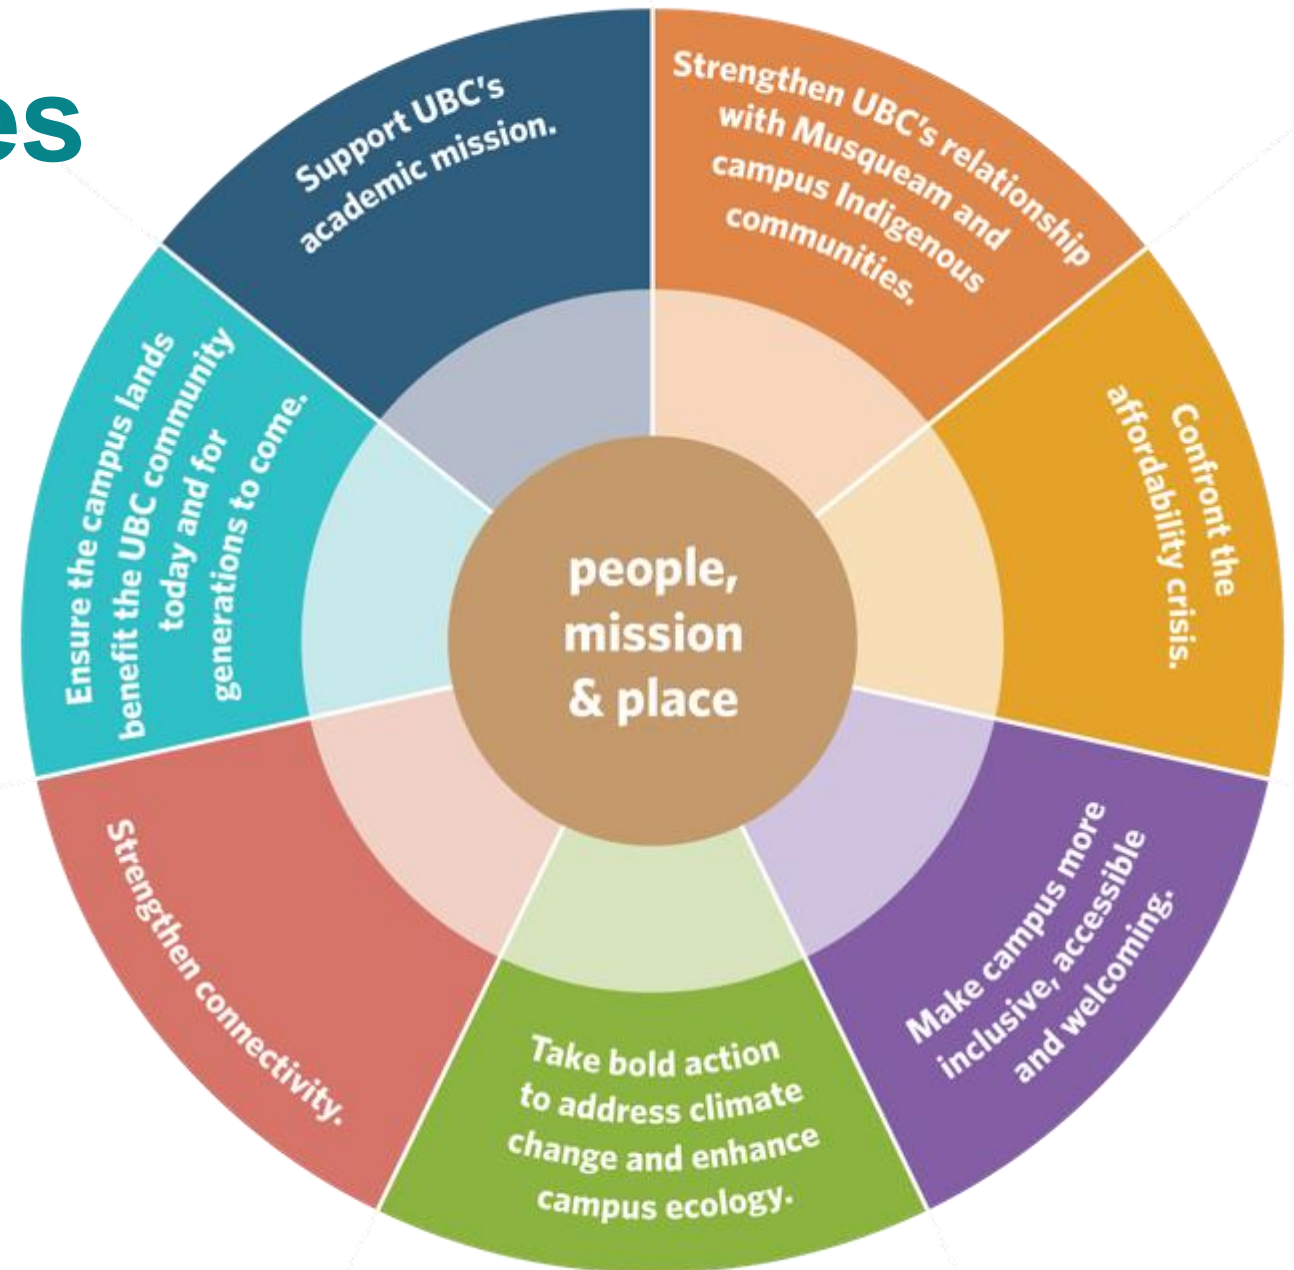 es
Support UBC's
academic mission.
Strengthen UBC's relationship
with Musqueam and
campus Indigenous
communities.
Confront the
affordability crisis.
Make campus more
inclusive, accessible
and welcoming.
Take bold action
to address climate
change and enhance
campus ecology.
Strengthen connectivity.
Ensure the campus lands
benefit the UBC community
today and for
generations to come.
people,
mission
& place